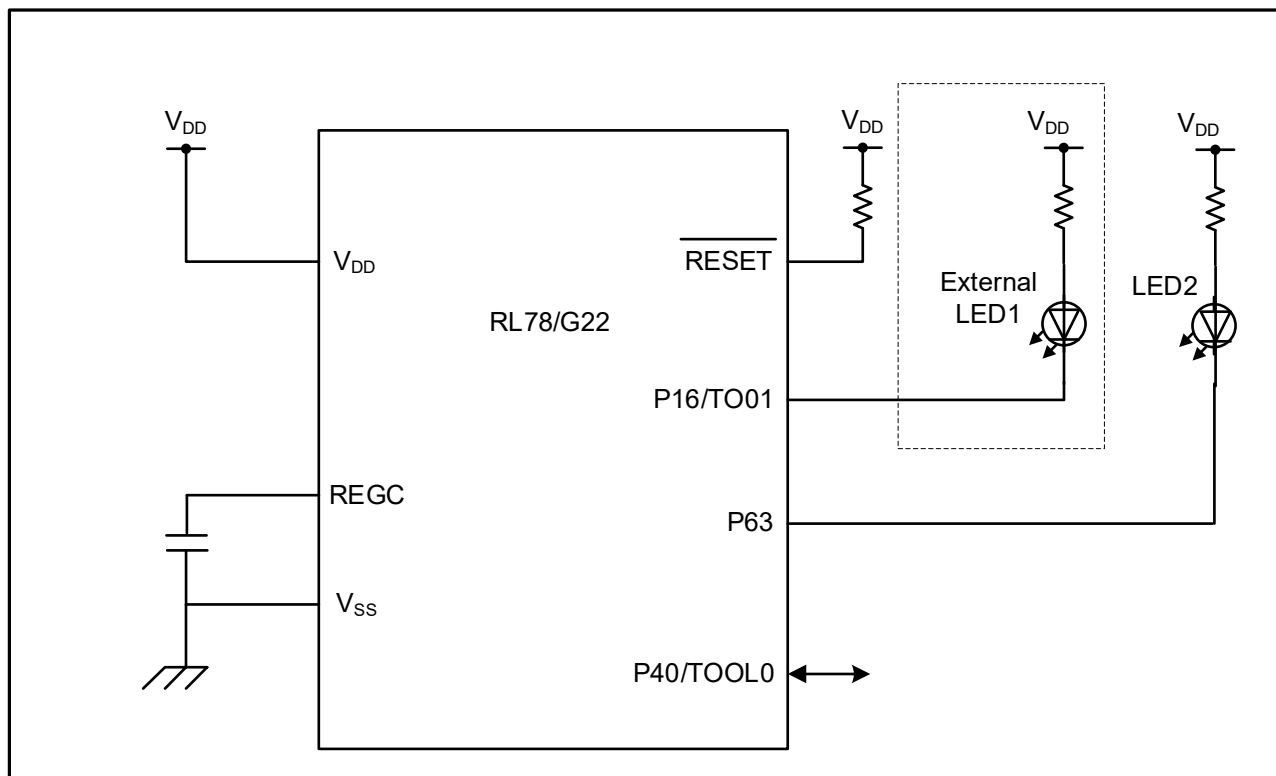 VDD
VDD
VDD
VDD
VDD
RESET
External
LED1
LED2
RL78/G22
P16/TO01
REGC
P63
VSS
P40/TOOL0